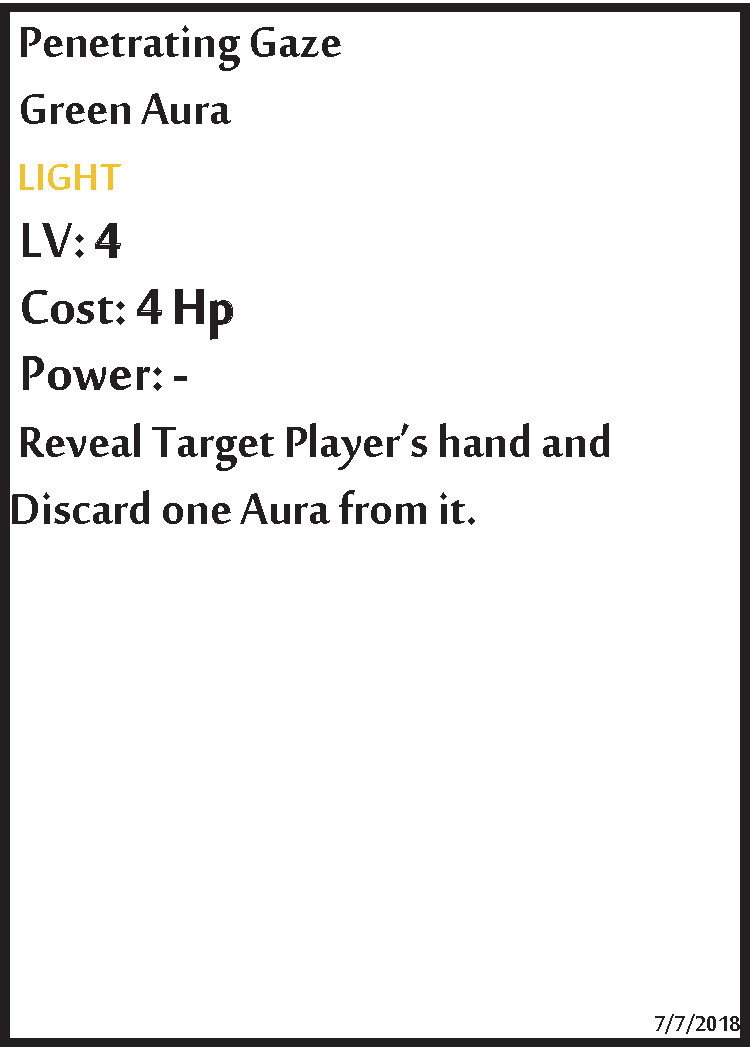 Penetrating Gaze
Green Aura
LIGHT
LV: 4
Cost: 4 Hp
Power: -
Reveal Target Player's hand and
Discard one Aura from it.
7/7/2018